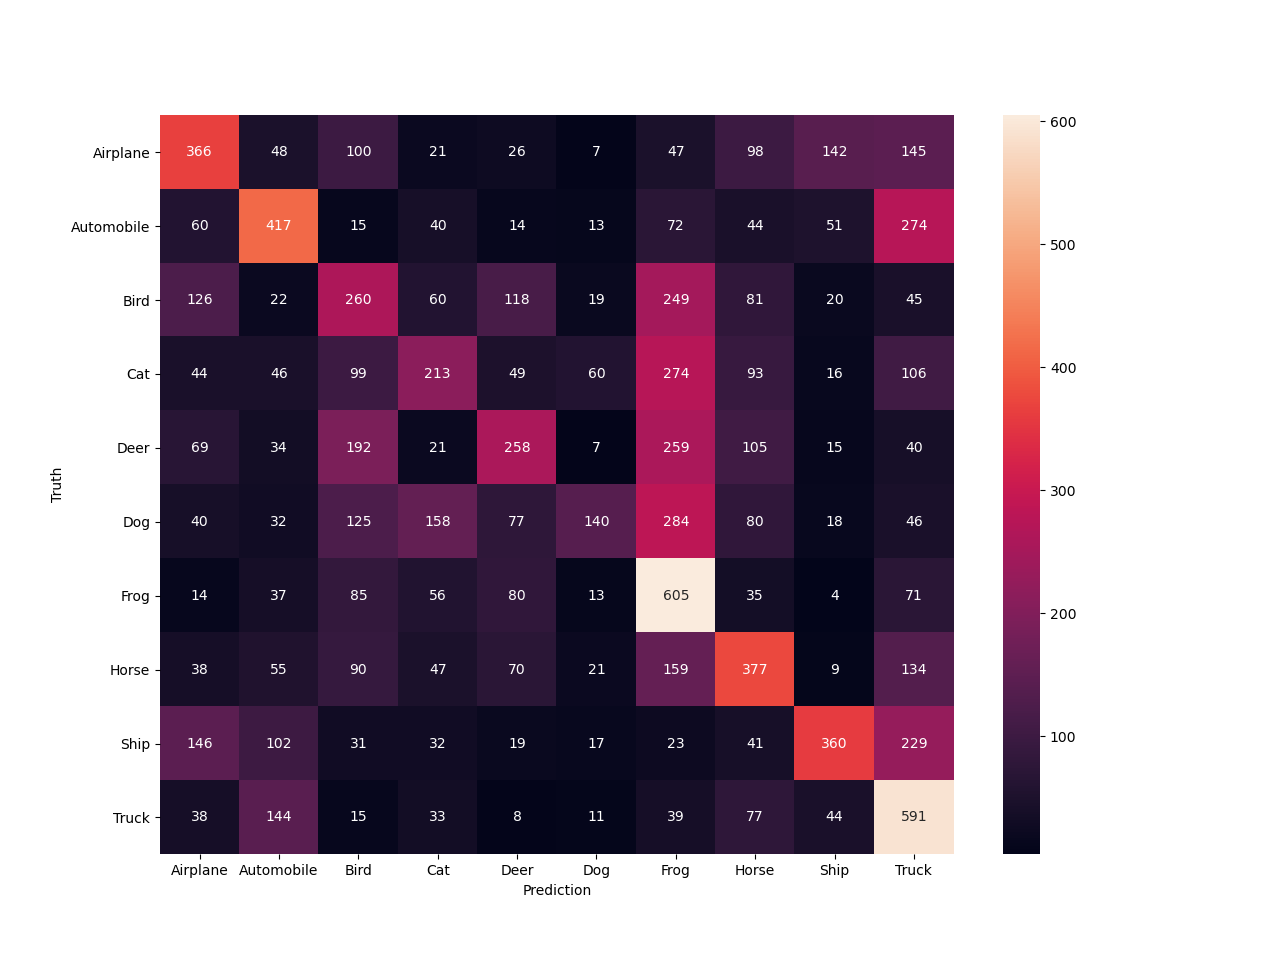 Airplane 366 48 100 21 26 7 47 98 142 145
Automobile 60 417 15 40 14 13 72 44 51 274
Bird 126 22 260 60 118 19 249 81 20 45
Cat 44 46 99 213 49 60 274 93 16 106
Deer 69 34 192 21 258 7 259 105 15 40
Dog 40 32 125 158 77 140 284 80 18 46
Frog 14 37 85 56 80 13 605 35 4 71
Horse 38 55 90 47 70 21 159 377 9 134
Ship 146 102 31 32 19 17 23 41 360 229
Truck 38 144 15 33 8 11 39 77 44 591
Airplane Automobile Bird Cat Deer Dog Frog Horse Ship Truck
Prediction
Truth
600
500
400
300
200
100